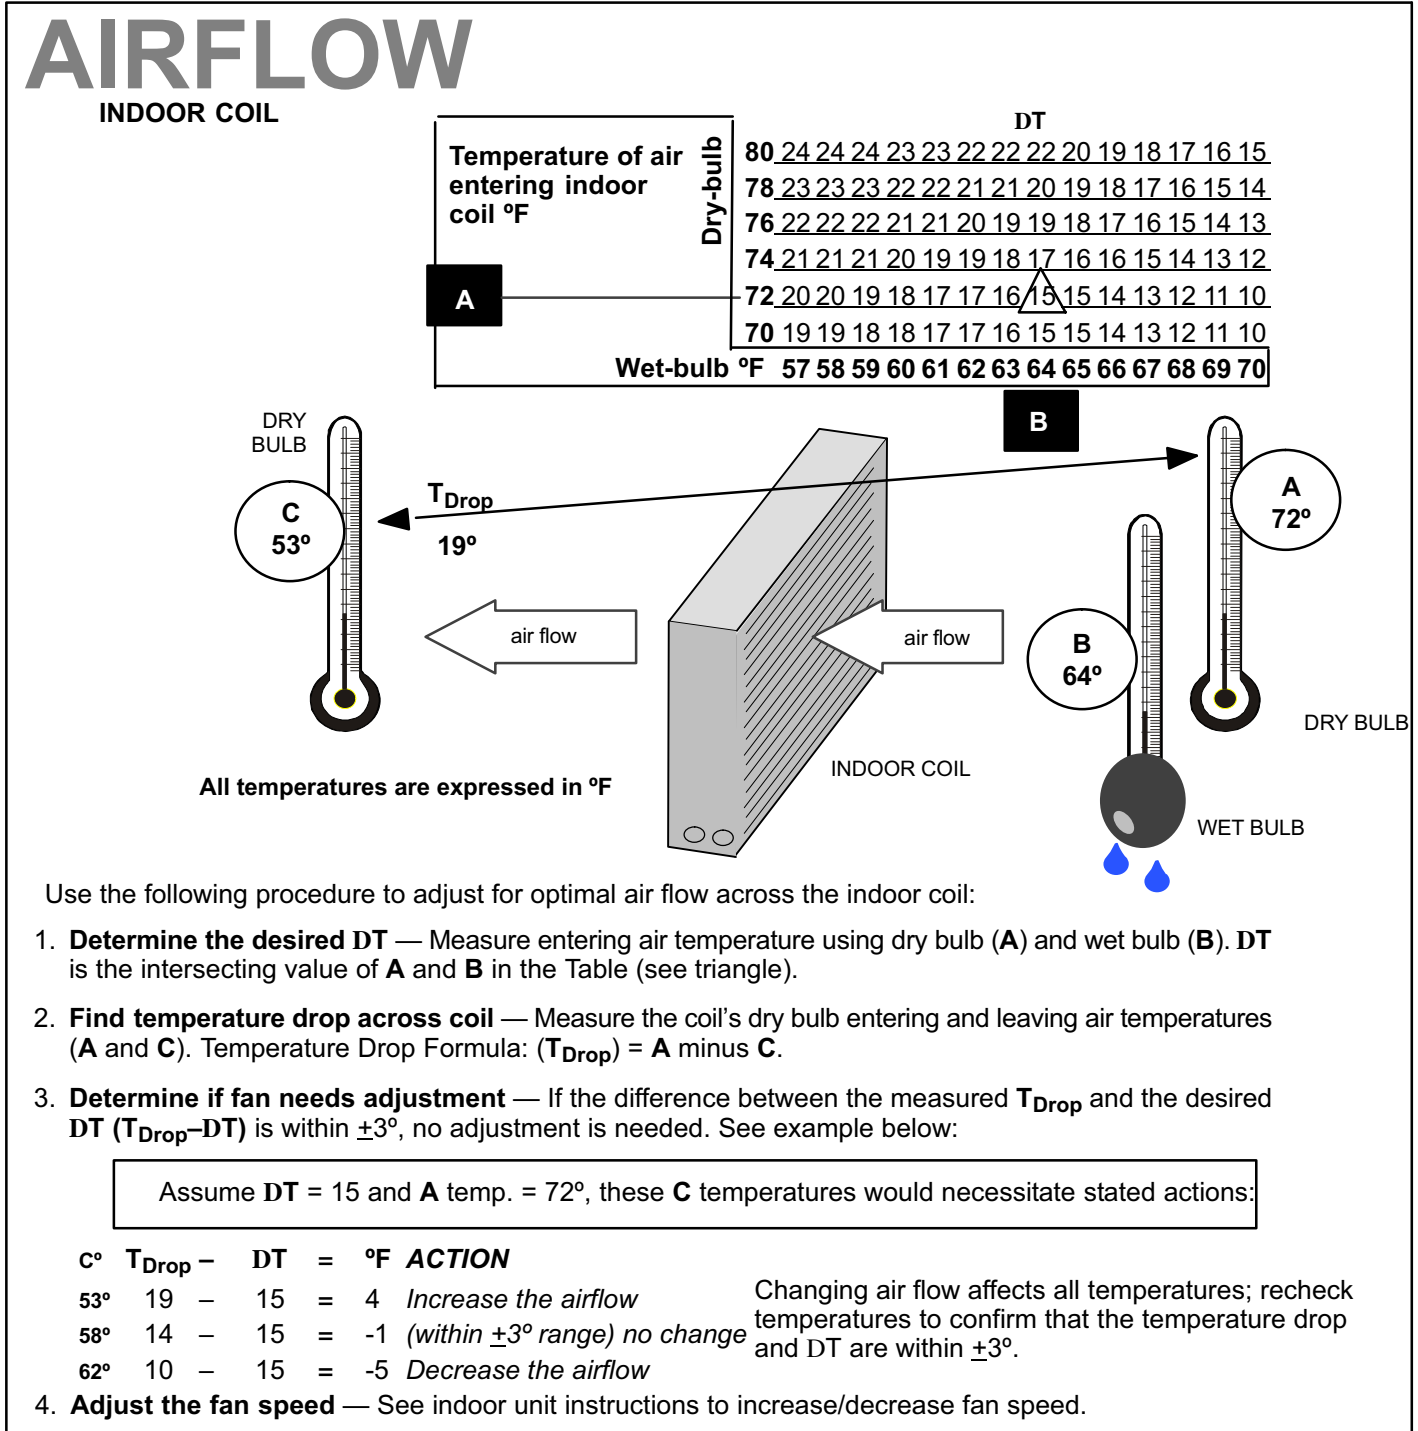 AIRFLOW
INDOOR COIL
DT
Temperature of air
entering indoor
coil ºF
Dry-bulb
80 24 24 24 23 23 22 22 22 20 19 18 17 16 15
78 23 23 23 22 22 21 21 20 19 18 17 16 15 14
76 22 22 22 21 21 20 19 19 18 17 16 15 14 13
74 21 21 21 20 19 19 18 17 16 16 15 14 13 12
A
72 20 20 19 18 17 17 16 15 15 14 13 12 11 10
70 19 19 18 18 17 17 16 15 15 14 13 12 11 10
Wet-bulb ºF 57 58 59 60 61 62 63 64 65 66 67 68 69 70
B
DRY
BULB
C
53º
TDrop
19º
A
72º
air flow
air flow
B
64º
DRY BULB
INDOOR COIL
All temperatures are expressed in ºF
WET BULB
Use the following procedure to adjust for optimal air flow across the indoor coil:
1. Determine the desired DT — Measure entering air temperature using dry bulb (A) and wet bulb (B). DT
is the intersecting value of A and B in the Table (see triangle).
2. Find temperature drop across coil — Measure the coil’s dry bulb entering and leaving air temperatures
(A and C). Temperature Drop Formula: (TDrop) = A minus C.
3. Determine if fan needs adjustment — If the difference between the measured TDrop and the desired
DT (TDrop–DT) is within ±3º, no adjustment is needed. See example below:
Assume DT = 15 and A temp. = 72º, these C temperatures would necessitate stated actions:
Cº TDrop – DT = ºF ACTION
53º 19 – 15 = 4 Increase the airflow
58º 14 – 15 = -1 (within ±3º range) no change
62º 10 – 15 = -5 Decrease the airflow
Changing air flow affects all temperatures; recheck
temperatures to confirm that the temperature drop
and DT are within ±3º.
4. Adjust the fan speed — See indoor unit instructions to increase/decrease fan speed.